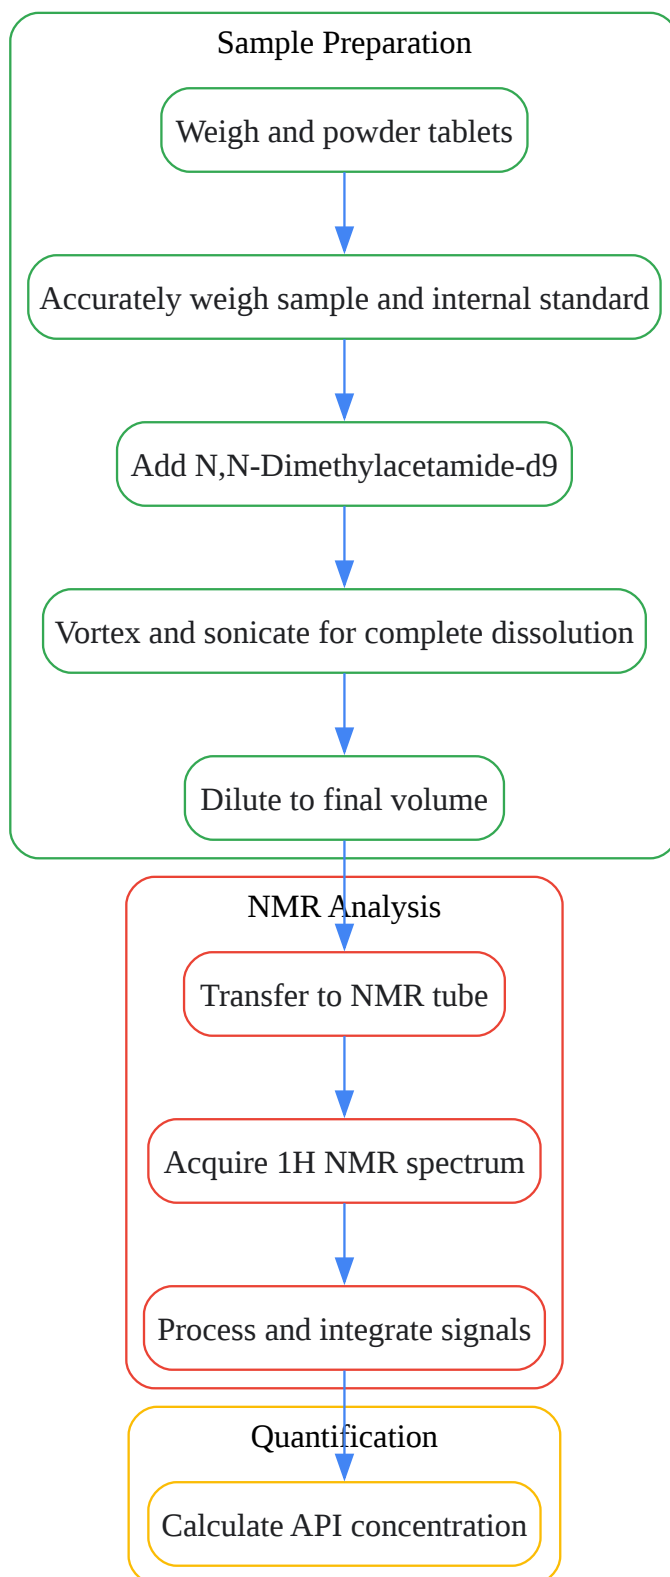 Sample Preparation
Weigh and powder tablets
Accurately weigh sample and internal standard
Add N,N-Dimethylacetamide-d9
Vortex and sonicate for complete dissolution
Dilute to final volume
NMR Analysis
Transfer to NMR tube
Acquire 1H NMR spectrum
Process and integrate signals
Quantification
Calculate API concentration